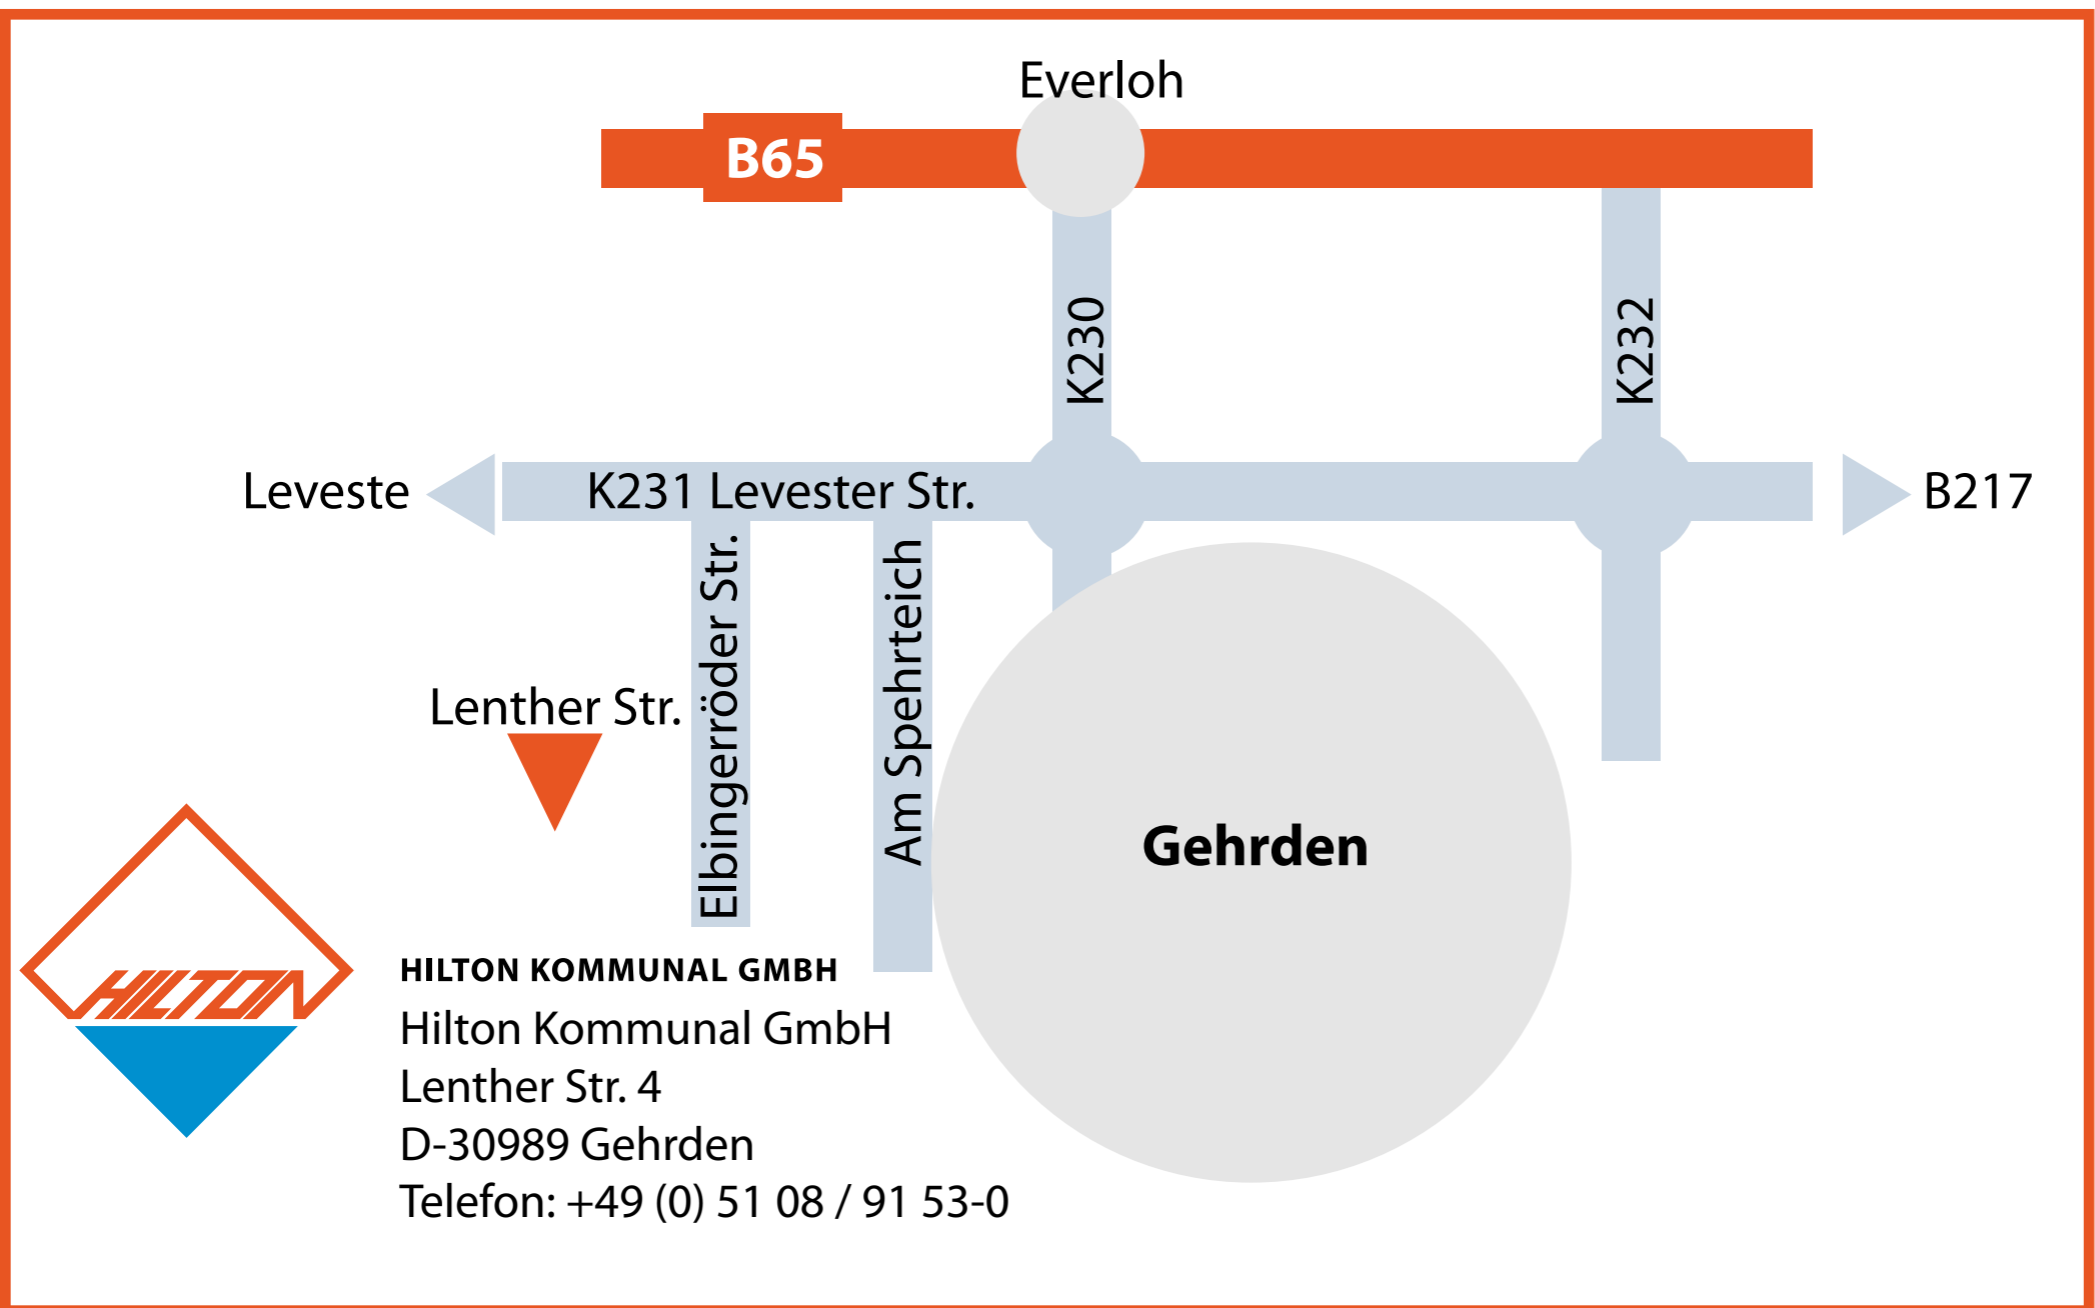 Everloh
B65
K230
K232
Leveste
K231 Levester Str.
B217
Elbingerröder Str.
Am Spehrteich
Lenther Str.
Gehrden
HILTON
HILTON KOMMUNAL GMBH
Hilton Kommunal GmbH
Lenther Str. 4
D-30989 Gehrden
Telefon: +49 (0) 51 08 / 91 53-0